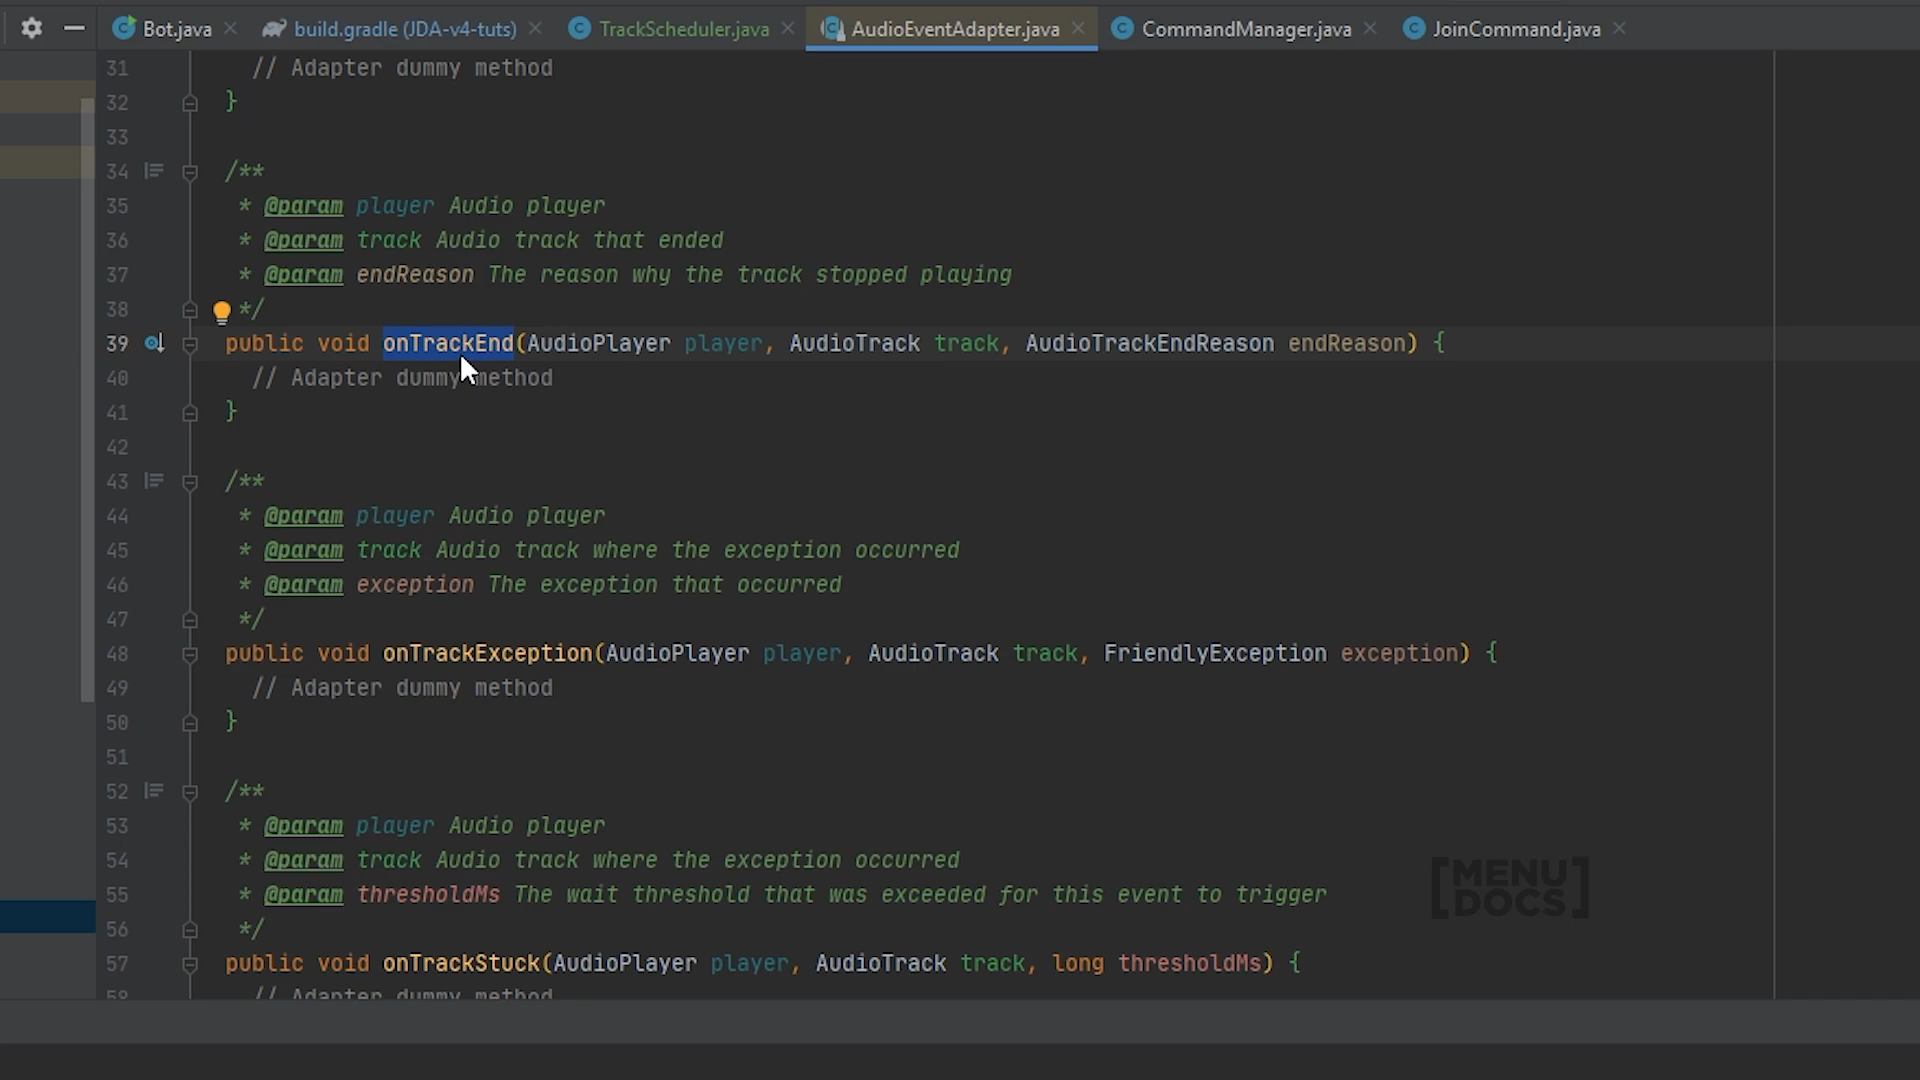 Bot.java build.gradle (JDA-v4-tuts) TrackScheduler.java AudioEventAdapter.java CommandManager.java JoinCommand.java
31 // Adapter dummy method
32 }
33
34 /**
35 * @param player Audio player
36 * @param track Audio track that ended
37 * @param endReason The reason why the track stopped playing
38 */
39 public void onTrackEnd(AudioPlayer player, AudioTrack track, AudioTrackEndReason endReason) {
40 // Adapter dummy method
41 }
42
43 /**
44 * @param player Audio player
45 * @param track Audio track where the exception occurred
46 * @param exception The exception that occurred
47 */
48 public void onTrackException(AudioPlayer player, AudioTrack track, FriendlyException exception) {
49 // Adapter dummy method
50 }
51
52 /**
53 * @param player Audio player
54 * @param track Audio track where the exception occurred
55 * @param thresholdMs The wait threshold that was exceeded for this event to trigger
56 */
57 public void onTrackStuck(AudioPlayer player, AudioTrack track, long thresholdMs) {
58 // Adapter dummy method
[MENU
DOCS]